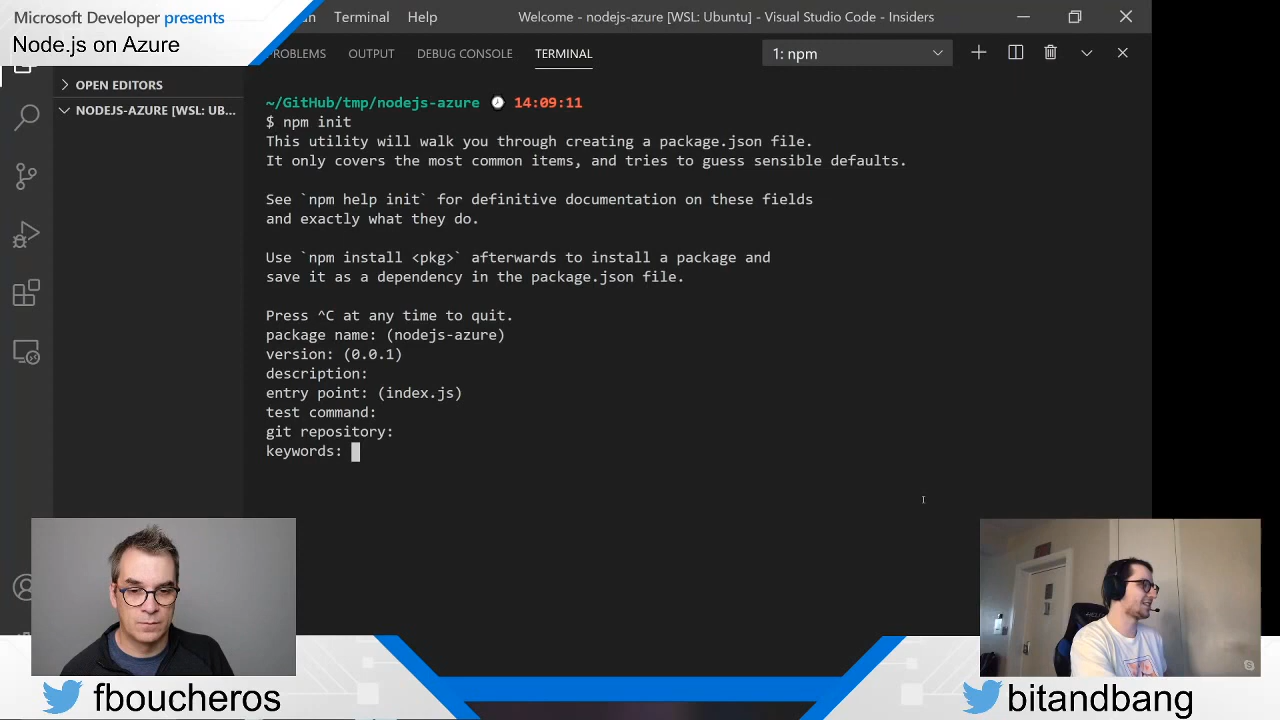 Microsoft Developer presents
Node.js on Azure
Terminal Help Welcome - nodejs-azure [WSL: Ubuntu] - Visual Studio Code - Insiders
OUTPUT DEBUG CONSOLE TERMINAL 1: npm
OPEN EDITORS
NODEJS-AZURE [WSL: UB...
~/GitHub/tmp/nodejs-azure 14:09:11
$ npm init
This utility will walk you through creating a package.json file.
It only covers the most common items, and tries to guess sensible defaults.
See `npm help init` for definitive documentation on these fields
and exactly what they do.
Use `npm install <pkg>` afterwards to install a package and
save it as a dependency in the package.json file.
Press ^C at any time to quit.
package name: (nodejs-azure)
version: (0.0.1)
description:
entry point: (index.js)
test command:
git repository:
keywords:
fboucheros
bitandbang